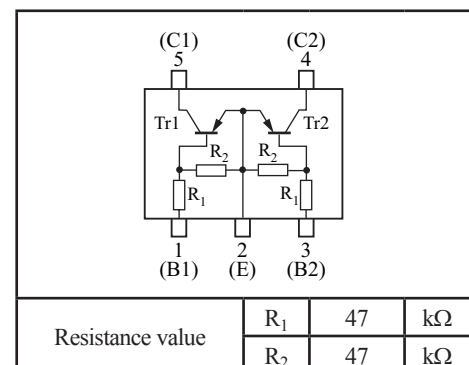 (C1) (C2)
5 4
Tr1 Tr2
R2 R2
R1 R1
1 2 3
(B1) (E) (B2)
Resistance value R1 47 kΩ
R2 47 kΩ